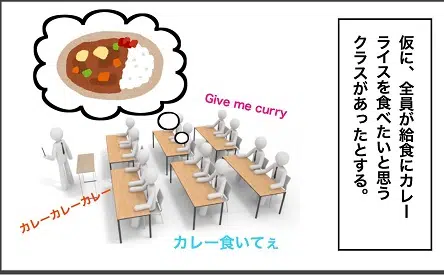 仮に、全員が給食にカレー
ライスを食べたいと思う
クラスがあったとする。
Give me curry
カレーカレーカレー
カレー食いてぇ